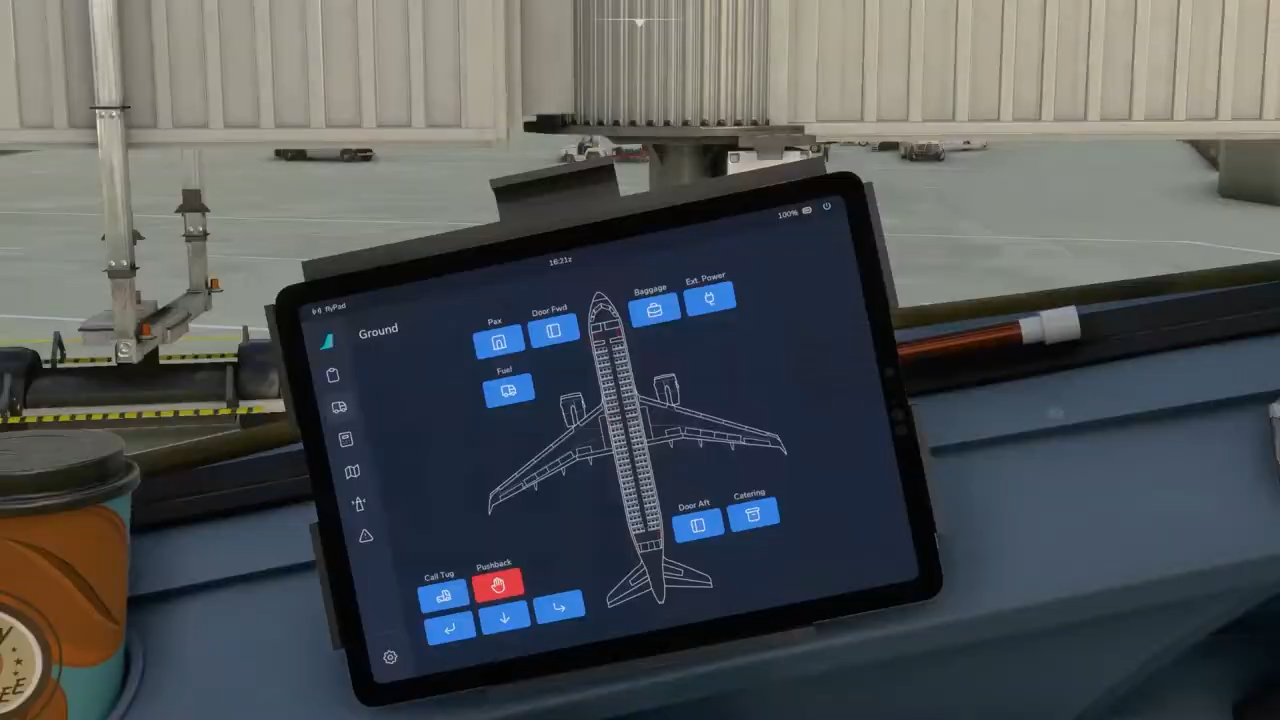 100%
16:21z
flyPad
Ground
Pax
Door Fwd
Baggage
Ext. Power
Fuel
Door Aft
Catering
Call Tug
Pushback